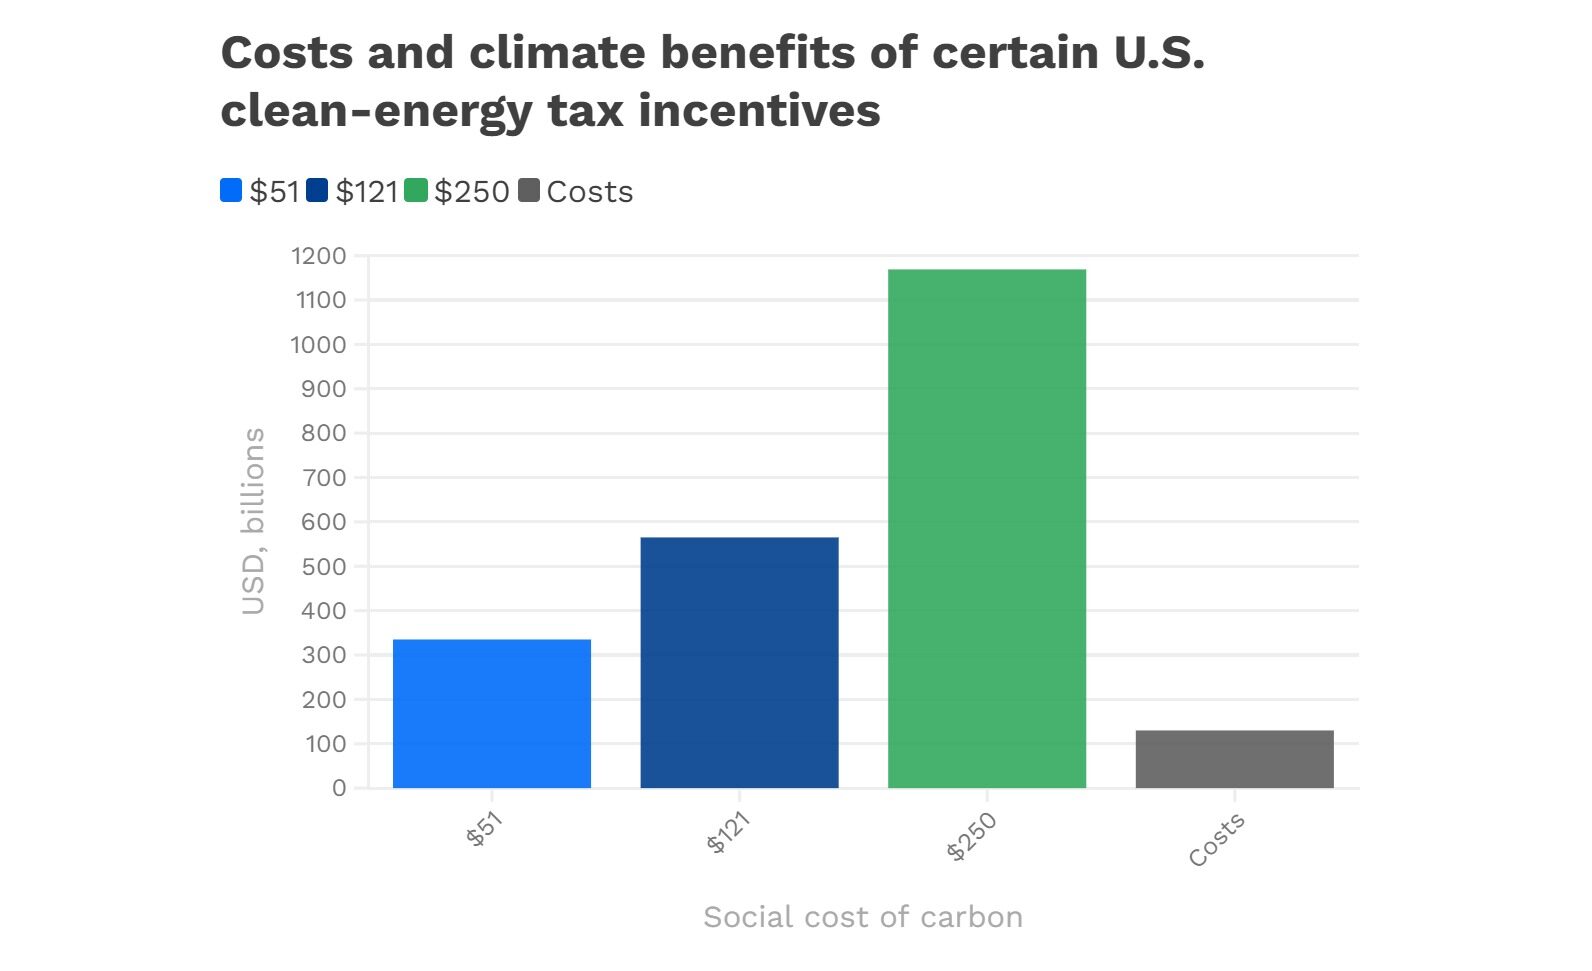 Costs and climate benefits of certain U.S.
clean-energy tax incentives
$51 $121 $250 Costs
1200
1100
1000
900
800
700
600
500
400
300
200
100
0
USD, billions
$51 $121 $250 Costs
Social cost of carbon